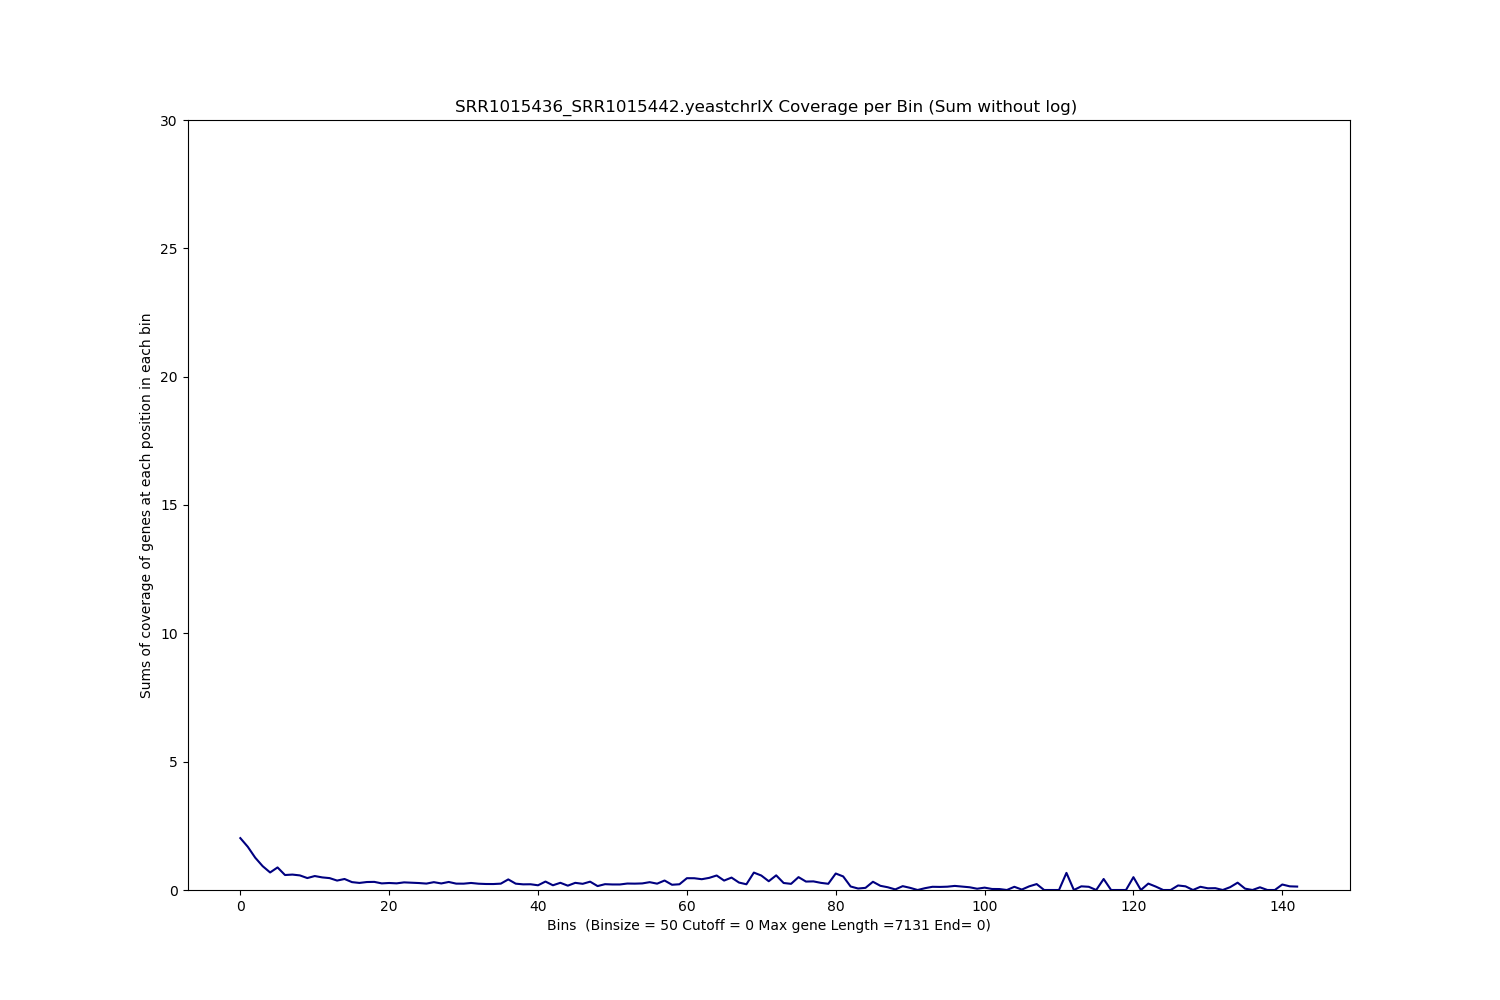 SRR1015436_SRR1015442.yeastchrIX Coverage per Bin (Sum without log)
30
25
20
15
10
5
0
Sums of coverage of genes at each position in each bin
0 20 40 60 80 100 120 140
Bins  (Binsize = 50 Cutoff = 0 Max gene Length =7131 End= 0)